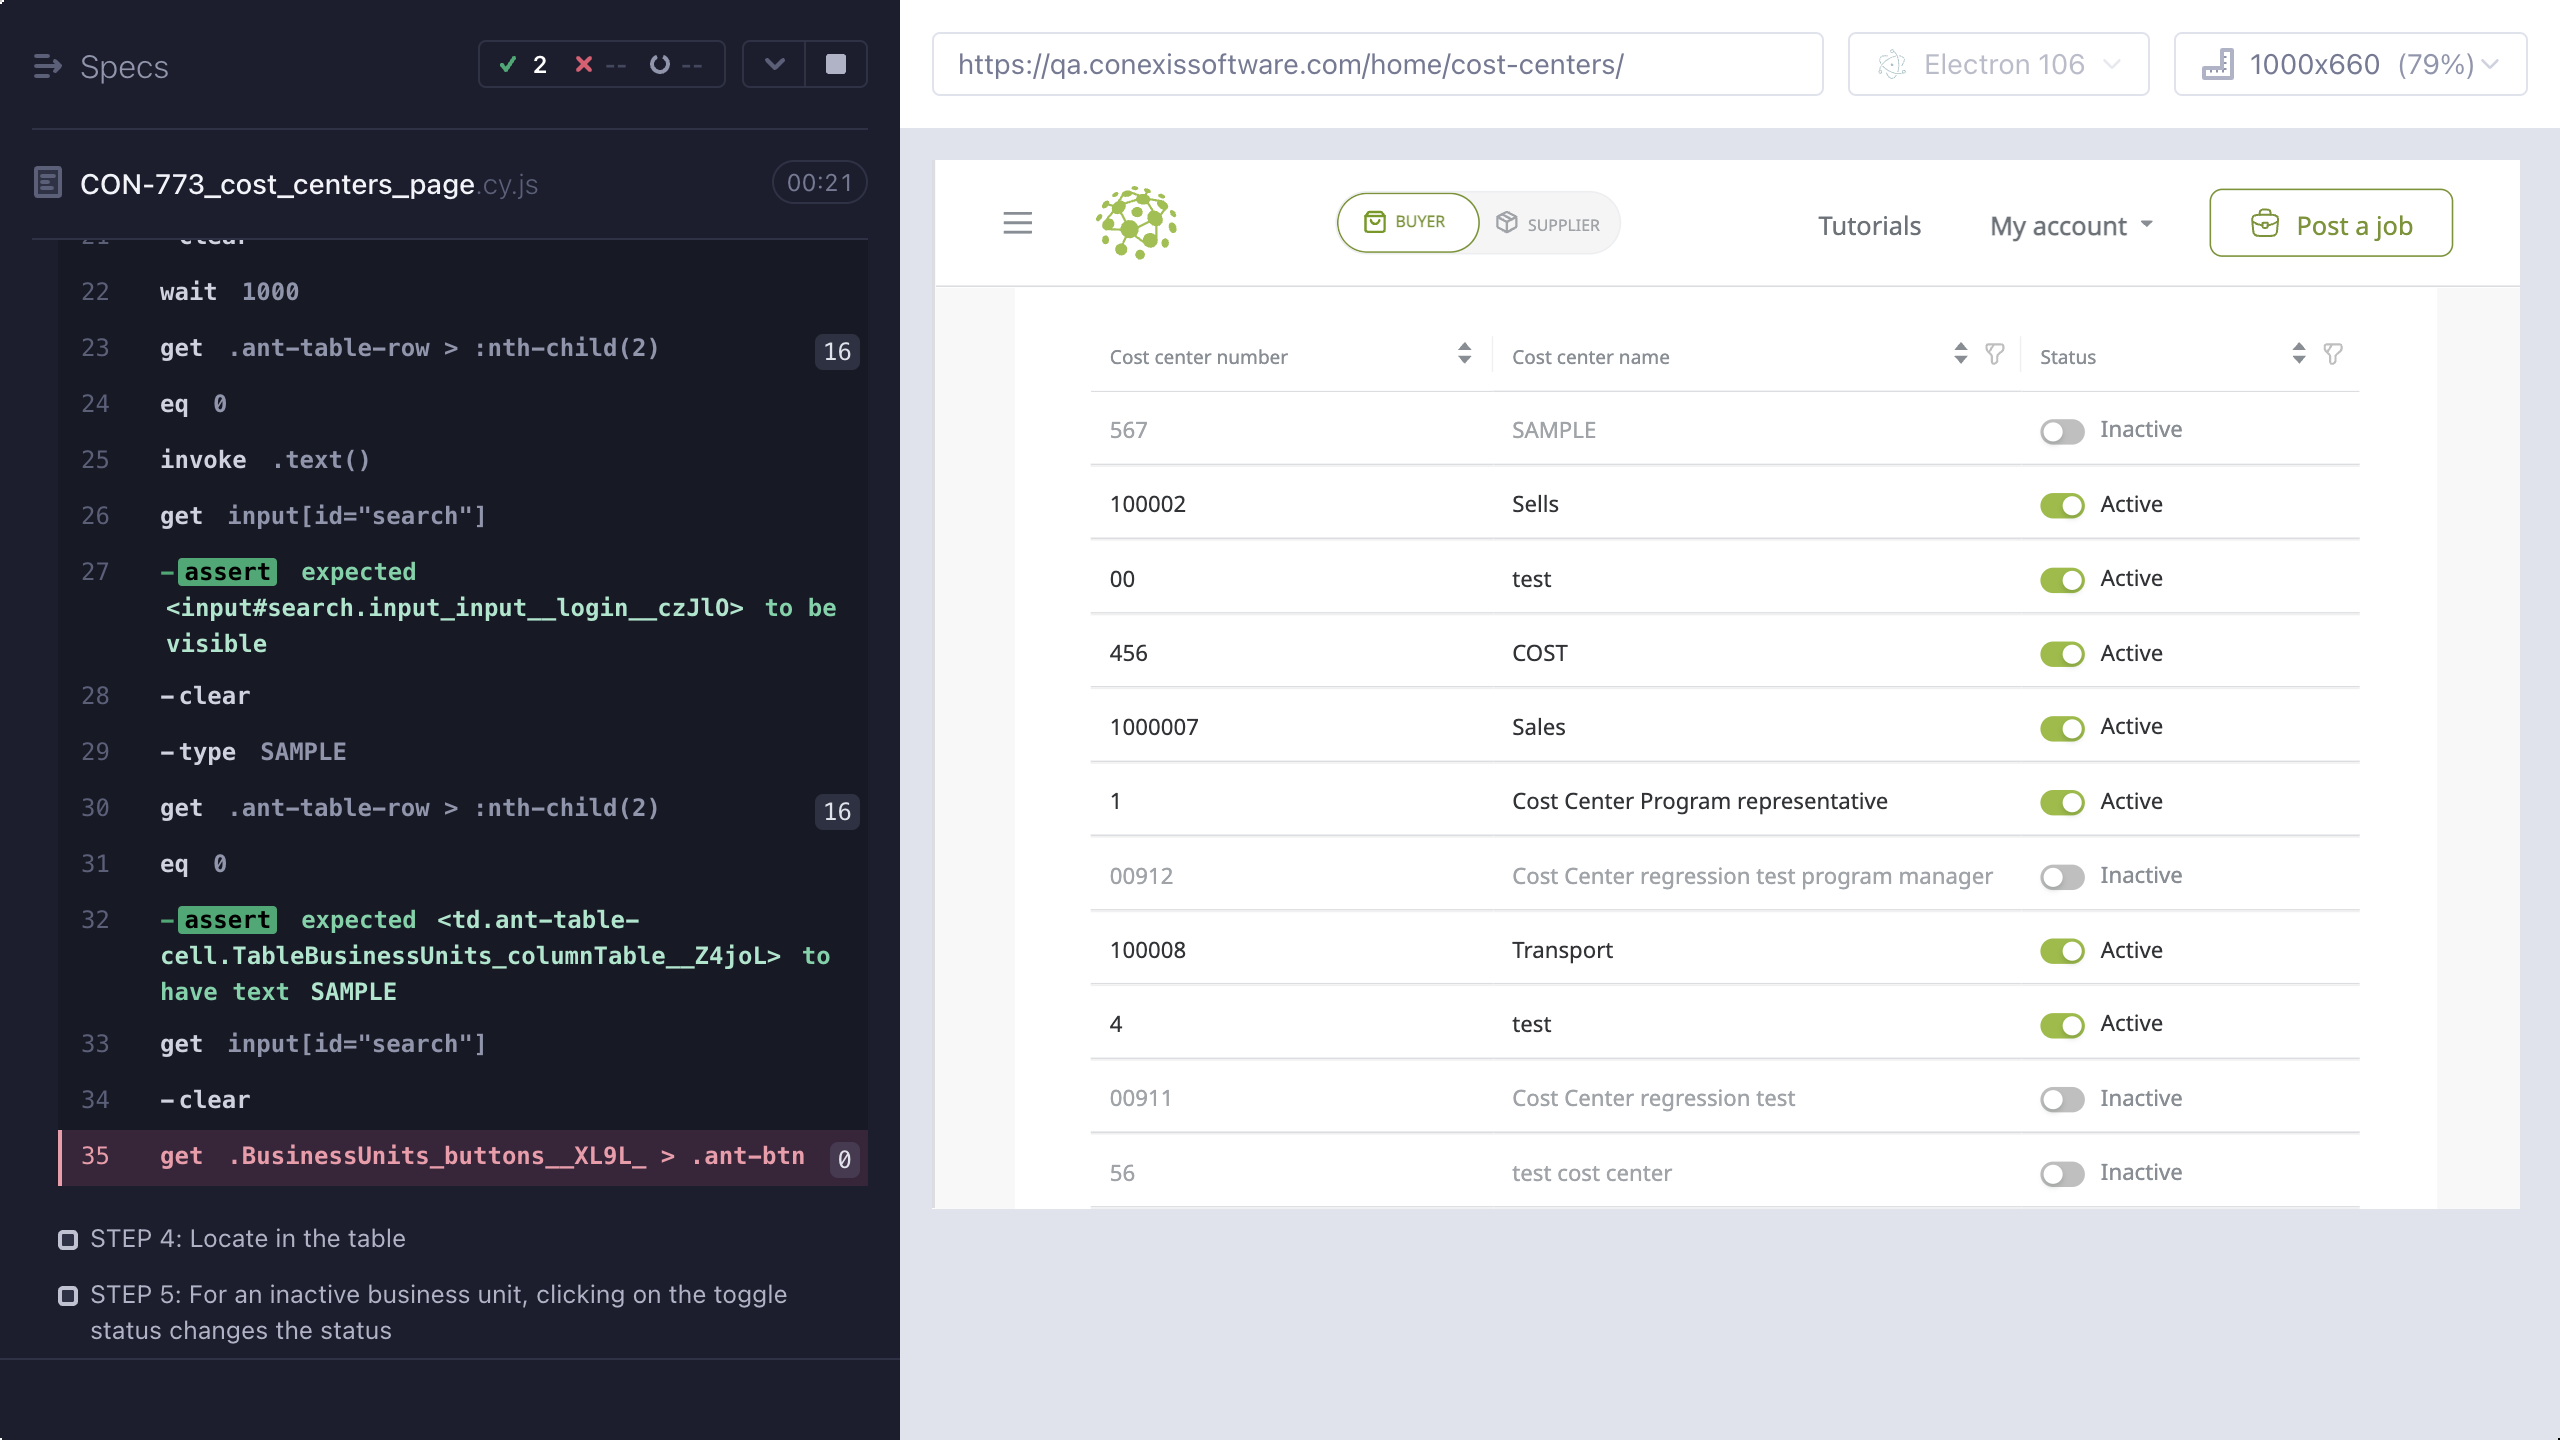 Specs
2
--
--
CON-773_cost_centers_page.cy.js
00:21
21 -clear
22 wait 1000
23 get .ant-table-row > :nth-child(2) 16
24 eq 0
25 invoke .text()
26 get input[id="search"]
27 -assert expected
<input#search.input_input__login__czJlO> to be
visible
28 -clear
29 -type SAMPLE
30 get .ant-table-row > :nth-child(2) 16
31 eq 0
32 -assert expected <td.ant-table-
cell.TableBusinessUnits_columnTable__Z4joL> to
have text SAMPLE
33 get input[id="search"]
34 -clear
35 get .BusinessUnits_buttons__XL9L_ > .ant-btn 0
STEP 4: Locate in the table
STEP 5: For an inactive business unit, clicking on the toggle
status changes the status
https://qa.conexissoftware.com/home/cost-centers/
Electron 106
1000x660 (79%)
BUYER
SUPPLIER
Tutorials
My account
Post a job
Cost center number Cost center name Status
567 SAMPLE Inactive
100002 Sells Active
00 test Active
456 COST Active
1000007 Sales Active
1 Cost Center Program representative Active
00912 Cost Center regression test program manager Inactive
100008 Transport Active
4 test Active
00911 Cost Center regression test Inactive
56 test cost center Inactive